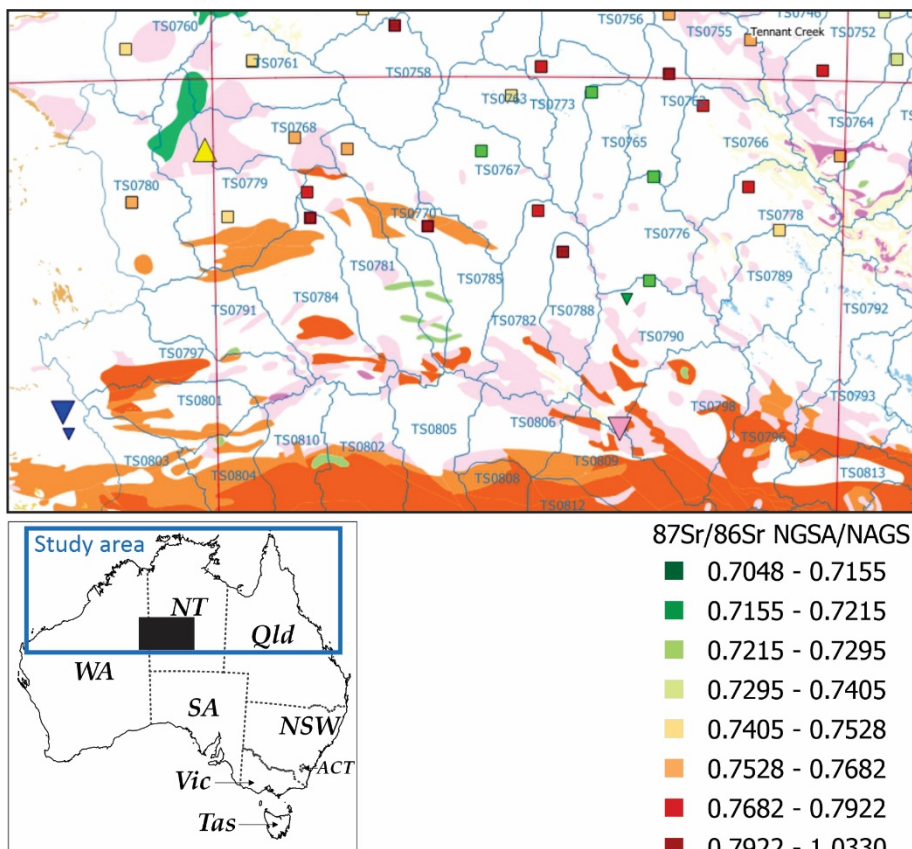 TS0760
TS0756
TS0746
TS0755
Tennant Creek
TS0752
TS0761
TS0758
TS0763
TS0773
TS0765
TS0764
TS0768
TS0767
TS0766
TS0780
TS0779
TS0770
TS0776
TS0778
TS0781
TS0785
TS0789
TS0791
TS0784
TS0782
TS0788
TS0792
TS0790
TS0797
TS0801
TS0793
TS0798
TS0805
TS0806
TS0810
TS0802
TS0796
TS0803
TS0804
TS0809
TS0808
TS0813
TS0812
Study area
NT
Qld
WA
SA
NSW
ACT
Vic
Tas
87Sr/86Sr NGSA/NAGS
0.7048 - 0.7155
0.7155 - 0.7215
0.7215 - 0.7295
0.7295 - 0.7405
0.7405 - 0.7528
0.7528 - 0.7682
0.7682 - 0.7922
0.7922 - 1.0330